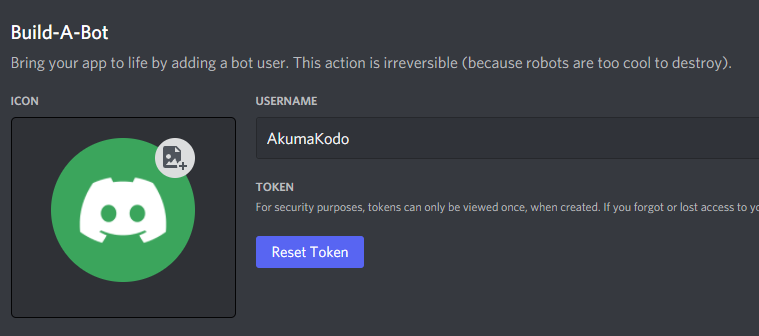 Build-A-Bot
Bring your app to life by adding a bot user. This action is irreversible (because robots are too cool to destroy).
ICON
USERNAME
AkumaKodo
TOKEN
For security purposes, tokens can only be viewed once, when created. If you forgot or lost access to
Reset Token